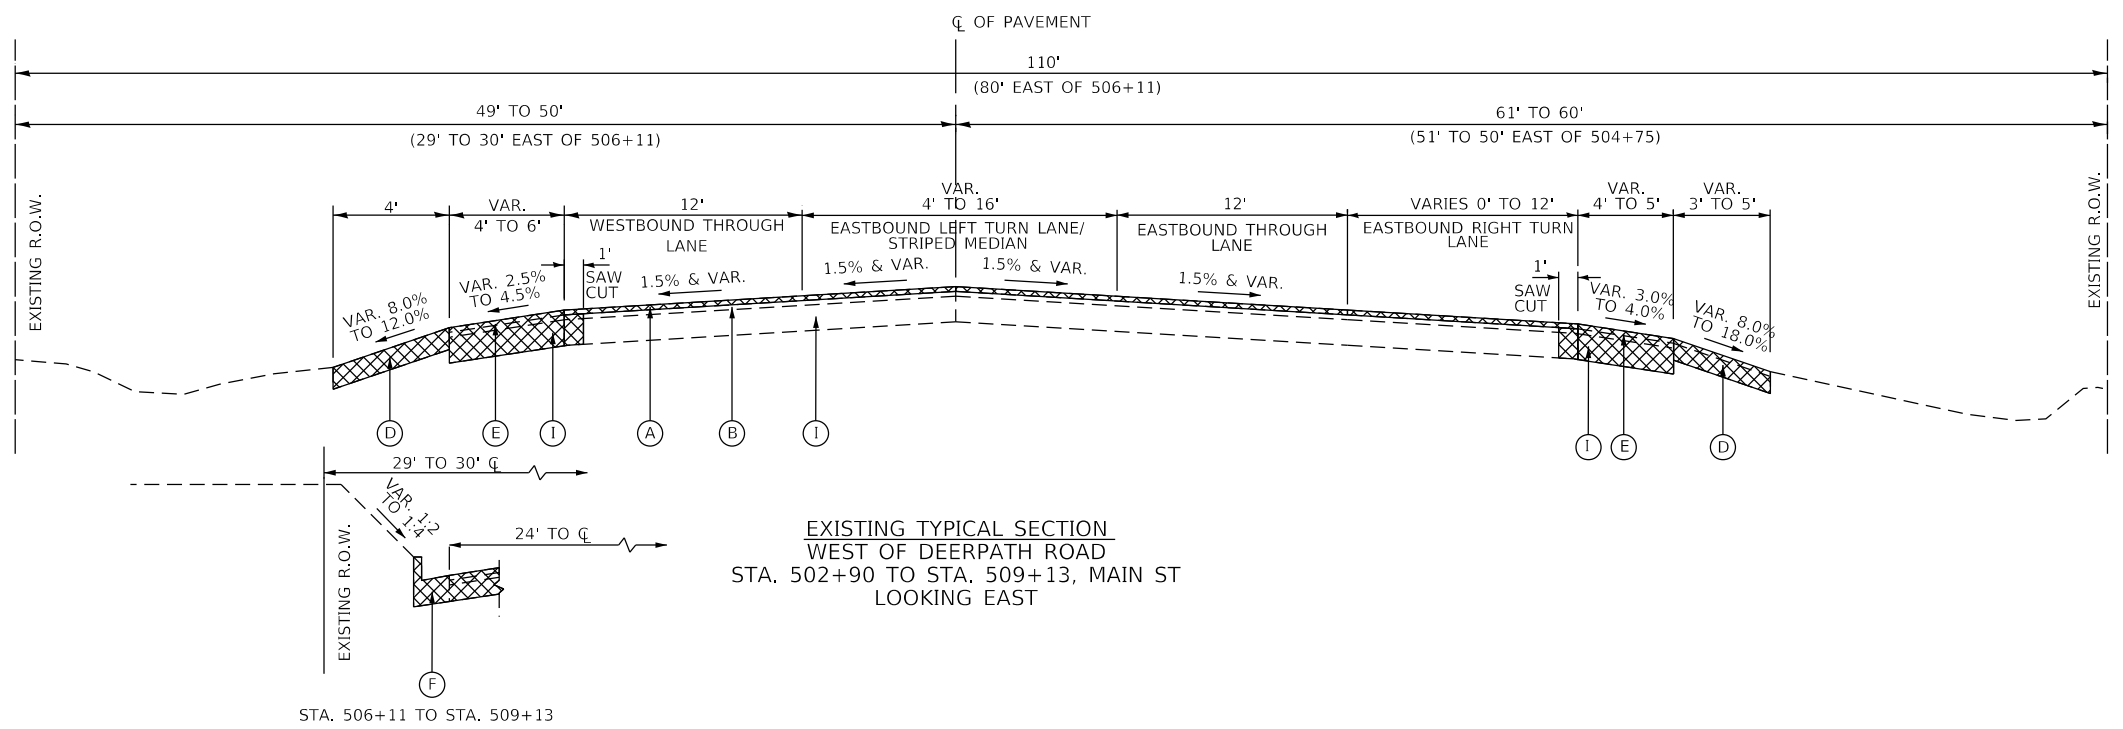 ℄ OF PAVEMENT
110'
(80' EAST OF 506+11)
49' TO 50'
(29' TO 30' EAST OF 506+11)
61' TO 60'
(51' TO 50' EAST OF 504+75)
EXISTING R.O.W.
EXISTING R.O.W.
4'
VAR.
4' TO 6'
12'
WESTBOUND THROUGH
LANE
VAR.
4' TO 16'
EASTBOUND LEFT TURN LANE/
STRIPED MEDIAN
12'
EASTBOUND THROUGH
LANE
VARIES 0' TO 12'
EASTBOUND RIGHT TURN
LANE
VAR.
4' TO 5'
VAR.
3' TO 5'
VAR. 8.0%
TO 12.0%
VAR. 2.5%
TO 4.5%
1'
SAW
CUT
1.5% & VAR.
1.5% & VAR.
1.5% & VAR.
1.5% & VAR.
1'
SAW
CUT
VAR. 3.0%
TO 4.0%
VAR. 8.0%
TO 18.0%
D
E
I
A
B
I
I
E
D
29' TO 30' ℄
VAR. 1:2
TO 1:4
24' TO ℄
EXISTING R.O.W.
F
STA. 506+11 TO STA. 509+13
EXISTING TYPICAL SECTION
WEST OF DEERPATH ROAD
STA. 502+90 TO STA. 509+13, MAIN ST
LOOKING EAST